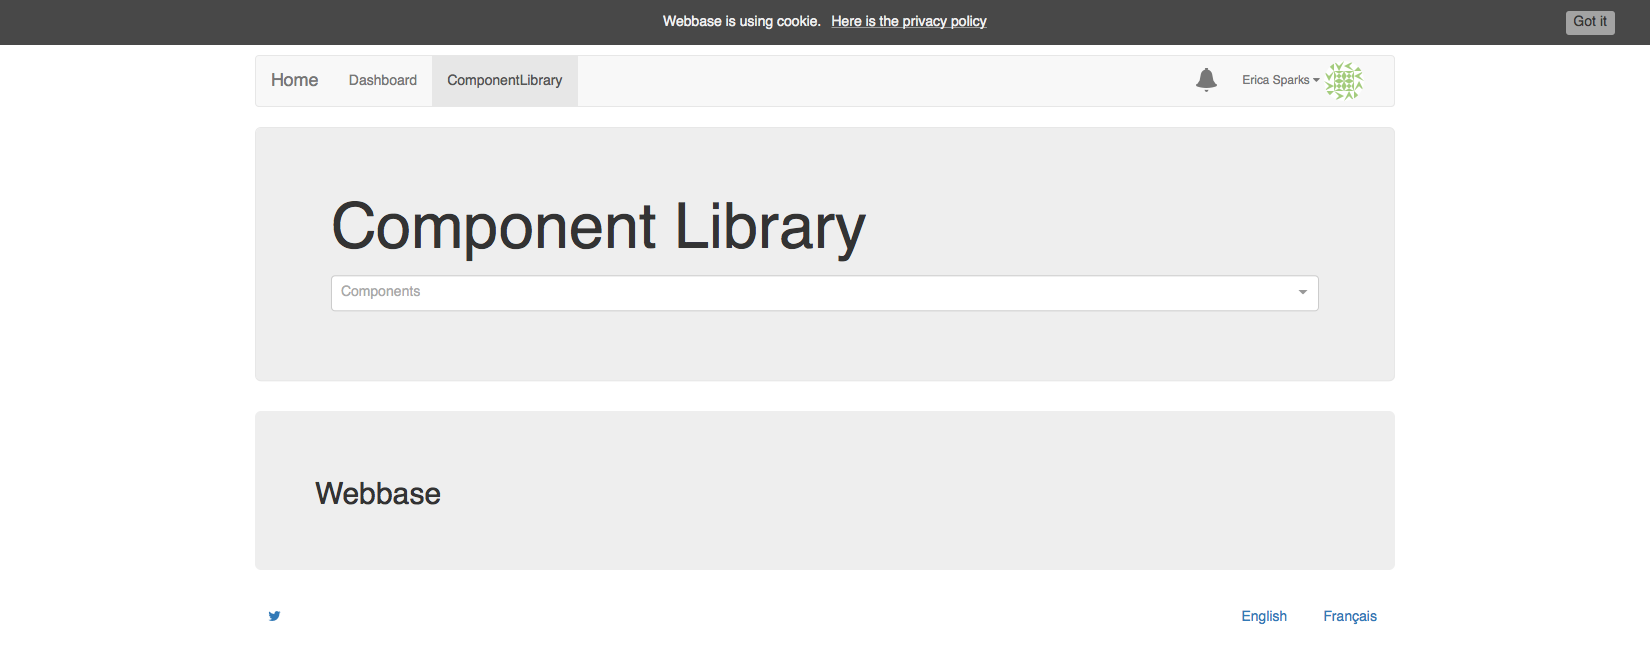 Webbase is using cookie. Here is the privacy policy
Got it
Home Dashboard ComponentLibrary Erica Sparks
Component Library
Components
Webbase
English Français